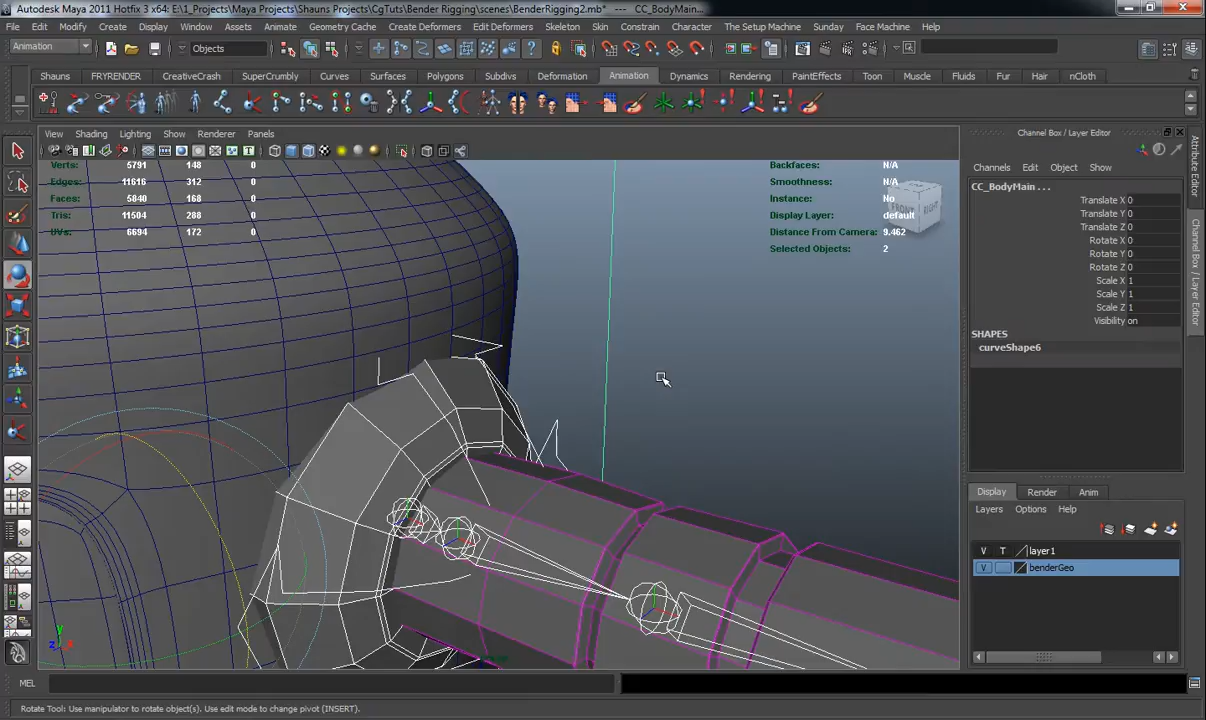 Autodesk Maya 2011 Hotfix 3 x64: E:\1_Projects\Maya Projects\Shauns Projects\CgTuts\Bender Rigging\scenes\BenderRigging2.mb* --- CC_BodyMain...
File Edit Modify Create Display Window Assets Animate Geometry Cache Create Deformers Edit Deformers Skeleton Skin Constrain Character The Setup Machine Sunday Face Machine Help
Animation Objects
Shauns FRYRENDER CreativeCrash SuperCrumbly Curves Surfaces Polygons Subdivs Deformation Animation Dynamics Rendering PaintEffects Toon Muscle Fluids Fur Hair nCloth
View Shading Lighting Show Renderer Panels
Channel Box / Layer Editor
Channels Edit Object Show
Verts: 5791 148 0
Edges: 11616 312 0
Faces: 5840 168 0
Tris: 11504 288 0
UVs: 6694 172 0
Backfaces: N/A
Smoothness: N/A
Instance: No
Display Layer: default
Distance From Camera: 9.462
Selected Objects: 2
FRONT RIGHT
CC_BodyMain . . .
Translate X 0
Translate Y 0
Translate Z 0
Rotate X 0
Rotate Y 0
Rotate Z 0
Scale X 1
Scale Y 1
Scale Z 1
Visibility on
SHAPES
curveShape6
Attribute Editor
Channel Box / Layer Editor
Display Render Anim
Layers Options Help
V T layer1
V benderGeo
y
z x
MEL
Rotate Tool: Use manipulator to rotate object(s). Use edit mode to change pivot (INSERT).